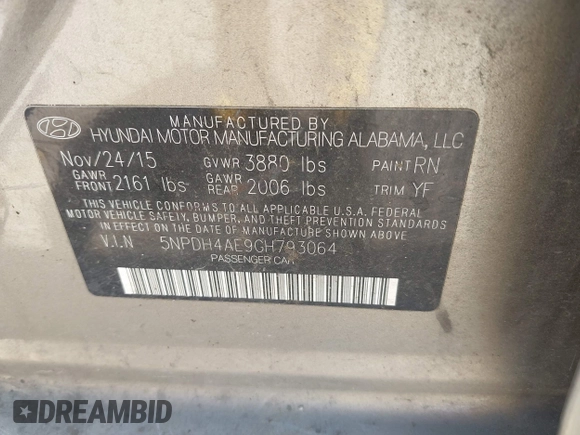 MANUFACTURED BY
HYUNDAI MOTOR MANUFACTURING ALABAMA, LLC
Nov/24/15 GVWR 3880 lbs PAINT RN
GAWR FRONT 2161 lbs GAWR REAR 2006 lbs TRIM YF
THIS VEHICLE CONFORMS TO ALL APPLICABLE U.S.A. FEDERAL
MOTOR VEHICLE SAFETY, BUMPER, AND THEFT PREVENTION STANDARDS
IN EFFECT ON THE DATE OF MANUFACTURE SHOWN ABOVE.
V.I.N 5NPDH4AE9GH793064
PASSENGER CAR
DREAMBID